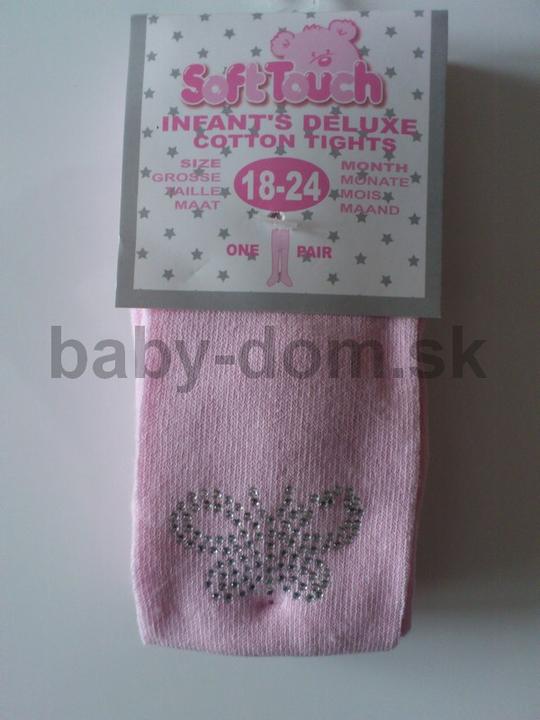 Soft Touch
INFANT'S DELUXE
COTTON TIGHTS
SIZE
GROSSE
TAILLE
MAAT
18-24
MONTH
MONATE
MOIS
MAAND
ONE PAIR
baby-dom.sk